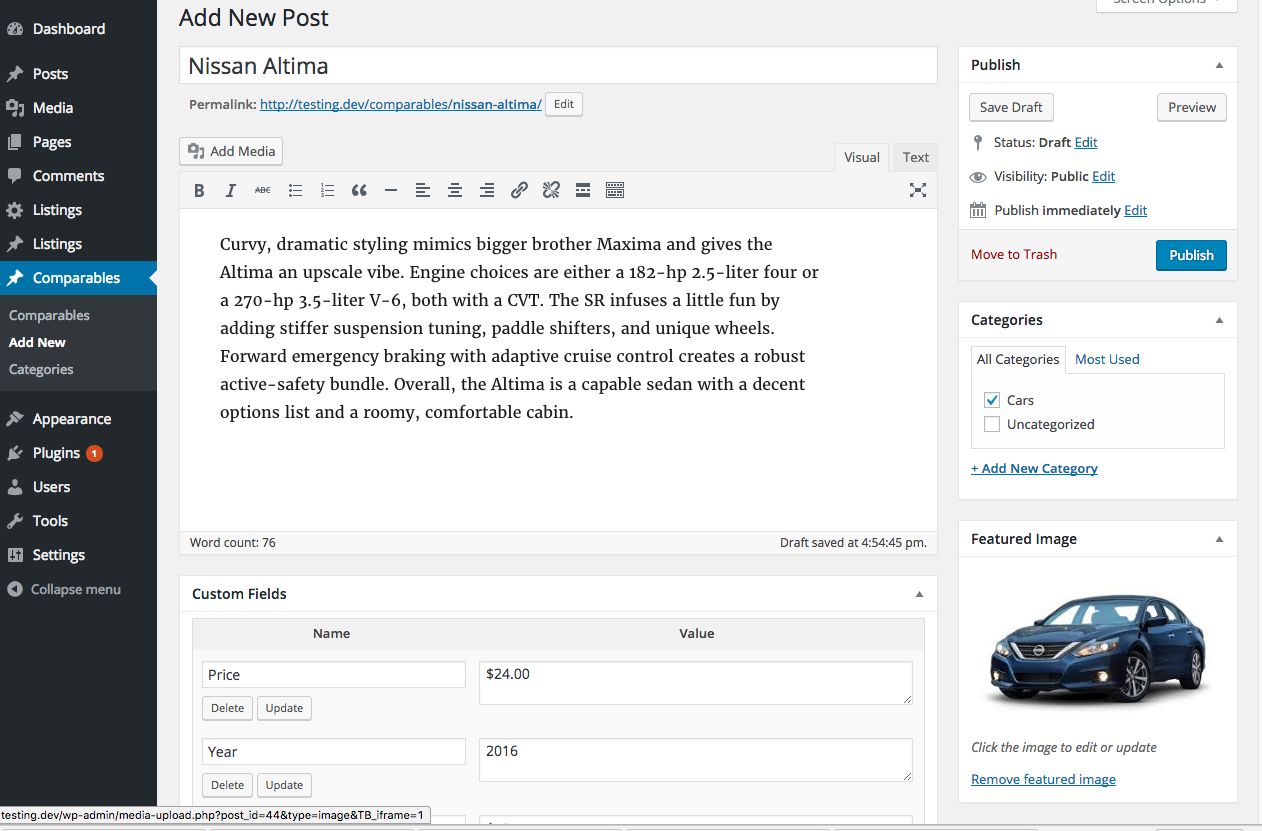 Dashboard
Posts
Media
Pages
Comments
Listings
Listings
Comparables
Comparables
Add New
Categories
Appearance
Plugins 1
Users
Tools
Settings
Collapse menu
Add New Post
Screen Options
Nissan Altima
Permalink: http://testing.dev/comparables/nissan-altima/ Edit
Add Media
Visual Text
B I ABC
Curvy, dramatic styling mimics bigger brother Maxima and gives the
Altima an upscale vibe. Engine choices are either a 182-hp 2.5-liter four or
a 270-hp 3.5-liter V-6, both with a CVT. The SR infuses a little fun by
adding stiffer suspension tuning, paddle shifters, and unique wheels.
Forward emergency braking with adaptive cruise control creates a robust
active-safety bundle. Overall, the Altima is a capable sedan with a decent
options list and a roomy, comfortable cabin.
Word count: 76 Draft saved at 4:54:45 pm.
Custom Fields
Name Value
Price $24.00
Delete Update
Year 2016
Delete Update
Publish
Save Draft Preview
Status: Draft Edit
Visibility: Public Edit
Publish immediately Edit
Move to Trash Publish
Categories
All Categories Most Used
Cars
Uncategorized
+ Add New Category
Featured Image
Click the image to edit or update
Remove featured image
testing.dev/wp-admin/media-upload.php?post_id=44&type=image&TB_iframe=1